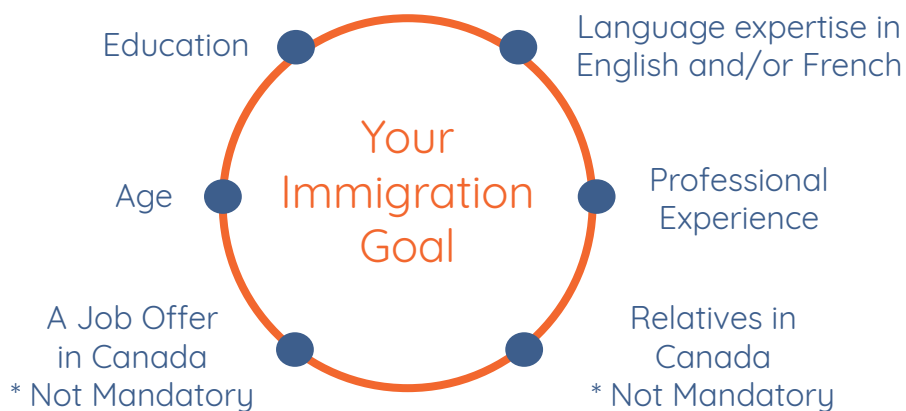 Education
Language expertise in
English and/or French
Your
Immigration
Goal
Age
Professional
Experience
A Job Offer
in Canada
* Not Mandatory
Relatives in
Canada
* Not Mandatory